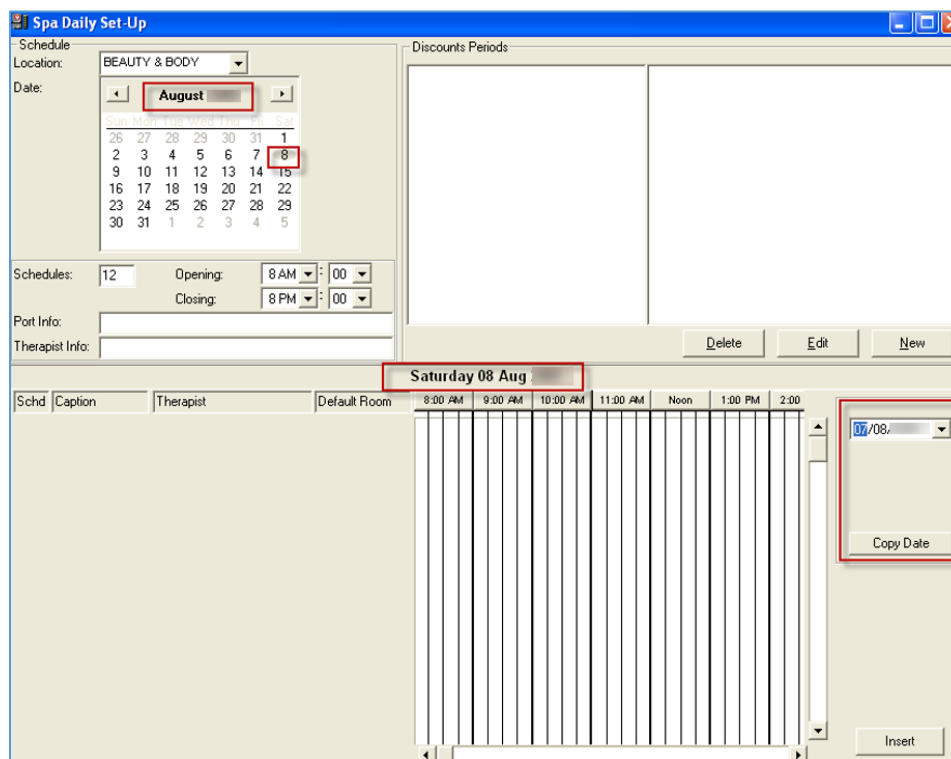 Spa Daily Set-Up
Schedule
Location: BEAUTY & BODY
Date:
August
Sun Mon Tue Wed Thu Fri Sat
26 27 28 29 30 31 1
2 3 4 5 6 7 8
9 10 11 12 13 14 15
16 17 18 19 20 21 22
23 24 25 26 27 28 29
30 31 1 2 3 4 5
Schedules: 12 Opening: 8 AM : 00
Closing: 8 PM : 00
Port Info:
Therapist Info:
Discounts Periods
Delete Edit New
Saturday 08 Aug
Schd Caption Therapist Default Room 8:00 AM 9:00 AM 10:00 AM 11:00 AM Noon 1:00 PM 2:00
07/08/
Copy Date
Insert